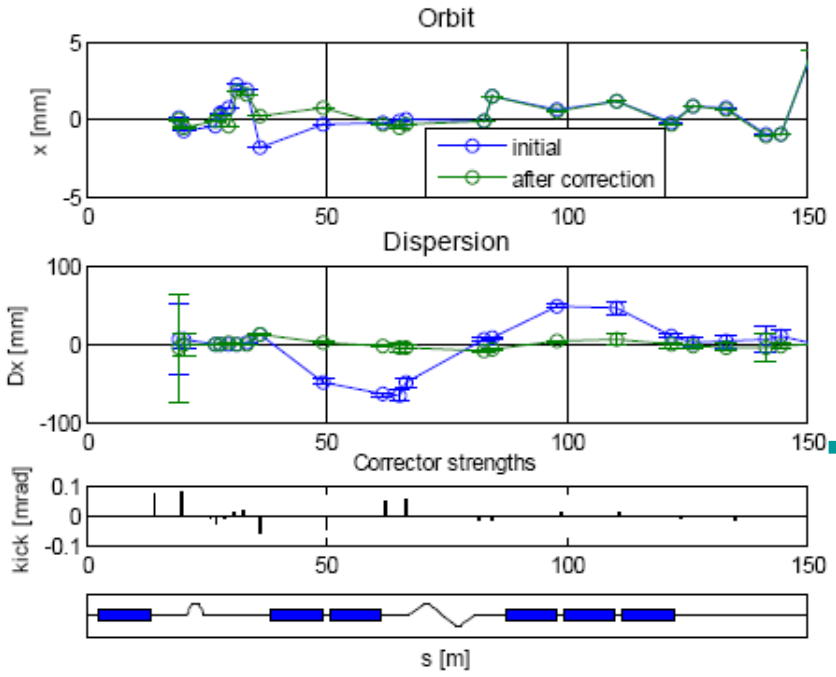 Orbit
5
0
-5
x [mm]
initial
after correction
0 50 100 150
Dispersion
100
0
-100
Dx [mm]
0 50 100 150
Corrector strengths
0.1
0
-0.1
kick [mrad]
0 50 100 150
s [m]